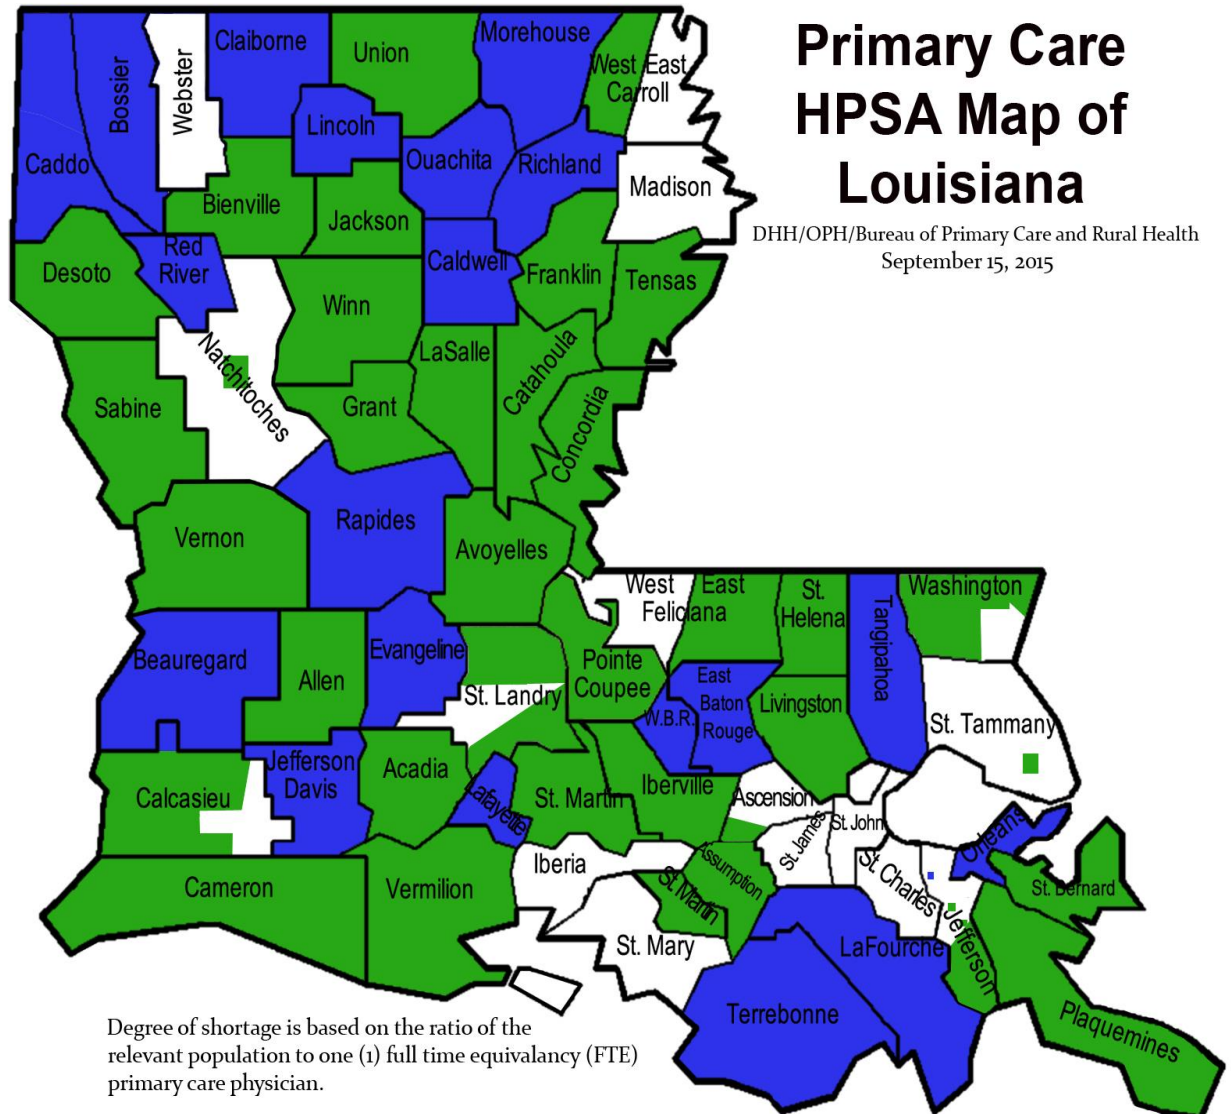 Primary Care
HPSA Map of
Louisiana
DHH/OPH/Bureau of Primary Care and Rural Health
September 15, 2015
Caddo
Bossier
Webster
Claiborne
Union
Morehouse
West East
Carroll
Lincoln
Ouachita
Richland
Madison
Bienville
Jackson
Desoto
Red
River
Caldwell
Franklin
Tensas
Winn
Natchitoches
LaSalle
Catahoula
Sabine
Grant
Concordia
Vernon
Rapides
Avoyelles
West East
Feliciana
St.
Helena
Tangipahoa
Washington
Beauregard
Allen
Evangeline
St. Landry
Pointe
Coupee
W.B.R.
East
Baton
Rouge
Livingston
St. Tammany
Calcasieu
Jefferson
Davis
Acadia
Lafayette
St. Martin
Iberville
Ascension
St. James
St. John
Orleans
Cameron
Vermilion
Iberia
St. Martin
Assumption
St Charles
St. Bernard
St. Mary
LaFourche
Jefferson
Terrebonne
Plaquemines
Degree of shortage is based on the ratio of the
relevant population to one (1) full time equivalancy (FTE)
primary care physician.